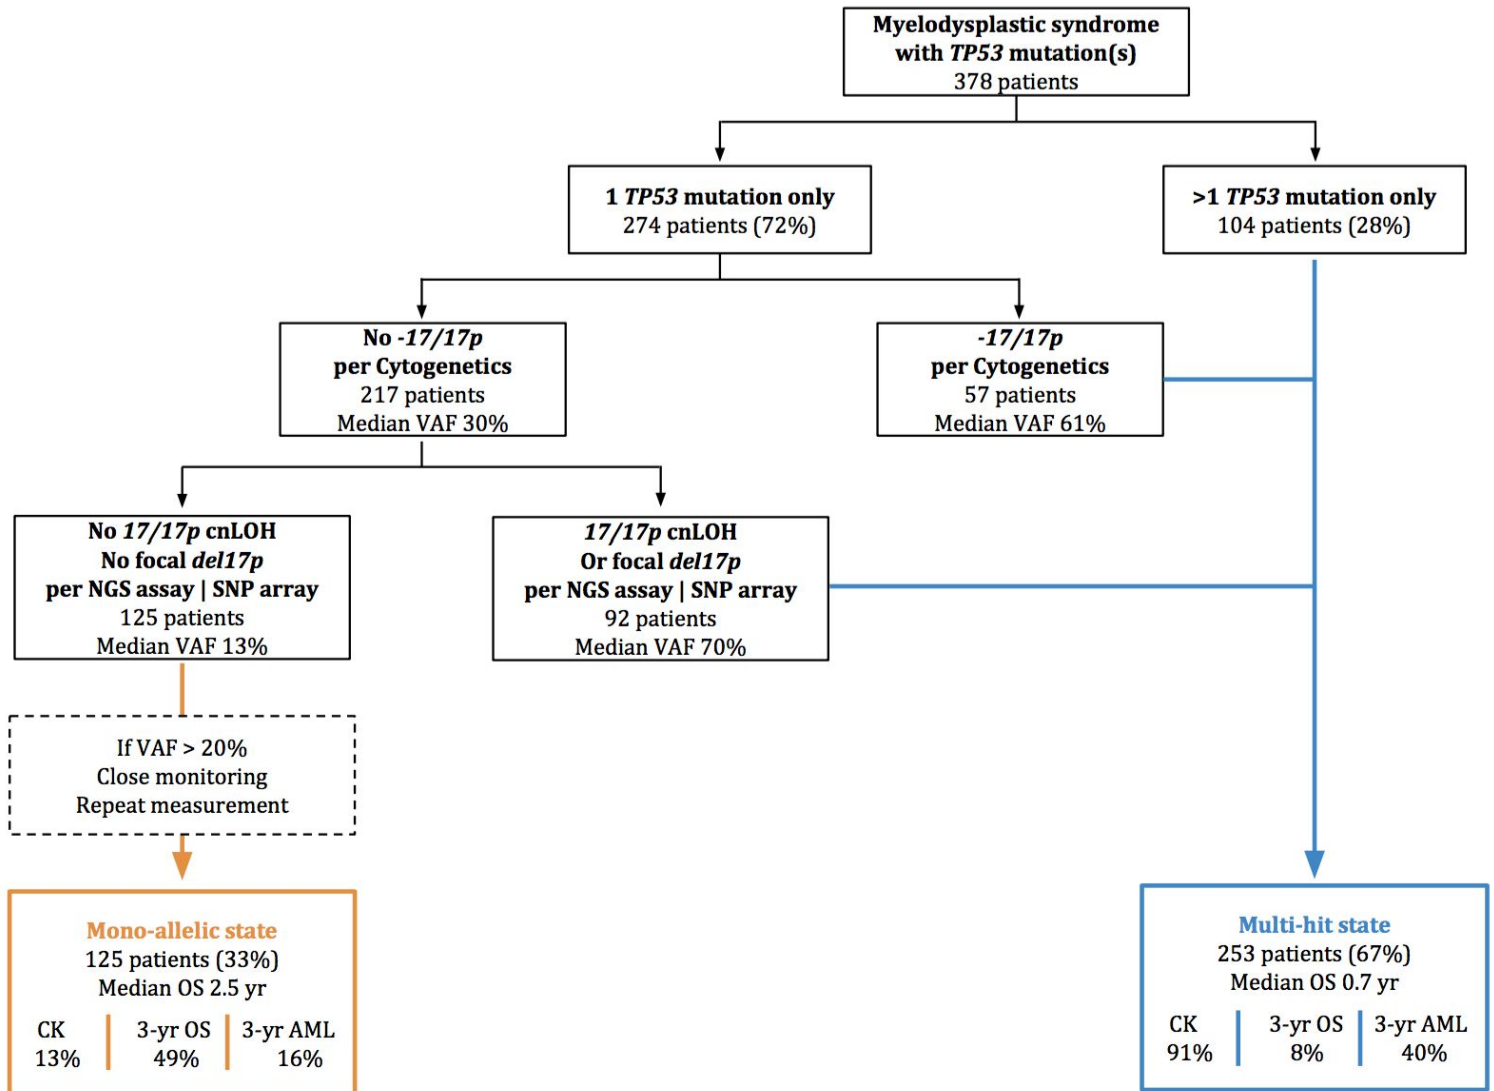 Myelodysplastic syndrome
with TP53 mutation(s)
378 patients
1 TP53 mutation only
274 patients (72%)
>1 TP53 mutation only
104 patients (28%)
No -17/17p
per Cytogenetics
217 patients
Median VAF 30%
-17/17p
per Cytogenetics
57 patients
Median VAF 61%
No 17/17p cnLOH
No focal del17p
per NGS assay | SNP array
125 patients
Median VAF 13%
17/17p cnLOH
Or focal del17p
per NGS assay | SNP array
92 patients
Median VAF 70%
If VAF > 20%
Close monitoring
Repeat measurement
Mono-allelic state
125 patients (33%)
Median OS 2.5 yr
CK 3-yr OS 3-yr AML
13% 49% 16%
Multi-hit state
253 patients (67%)
Median OS 0.7 yr
CK 3-yr OS 3-yr AML
91% 8% 40%